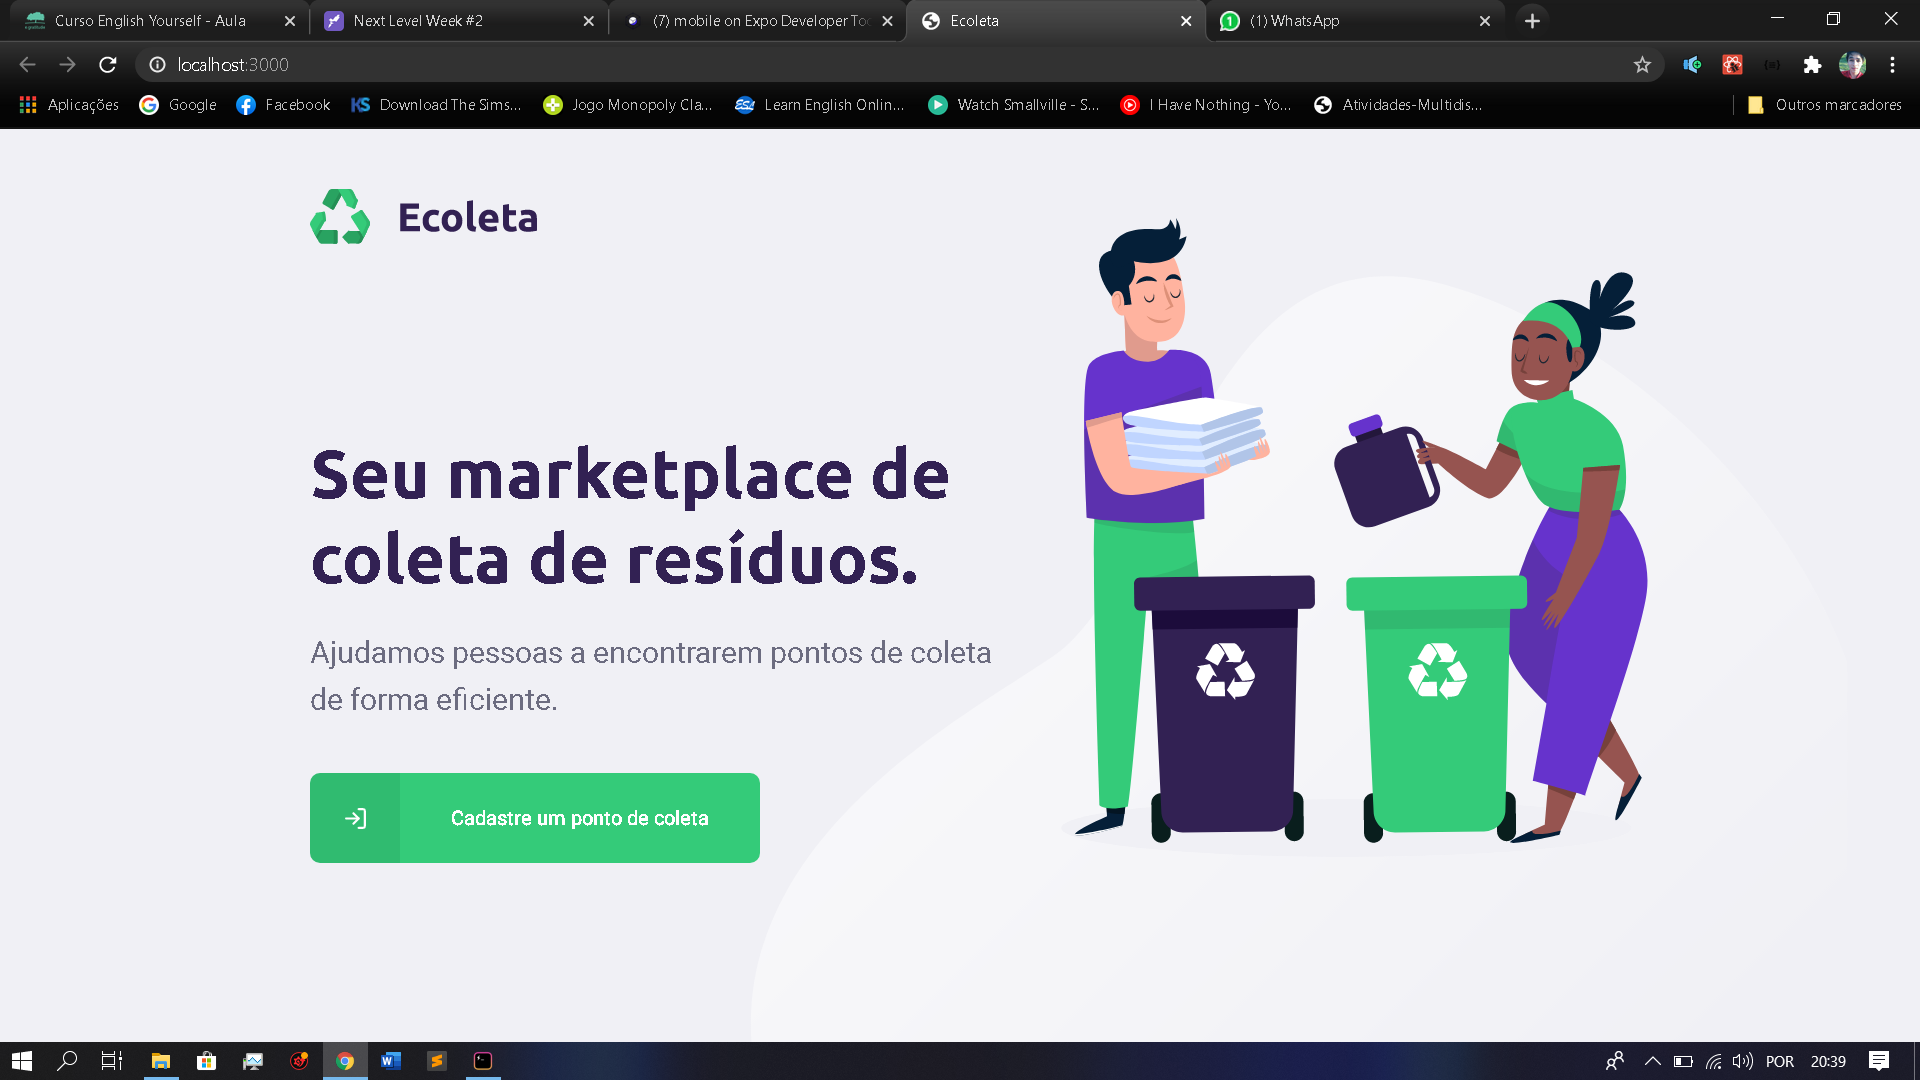 Curso English Yourself - Aula
Next Level Week #2
(7) mobile on Expo Developer Too
Ecoleta
(1) WhatsApp
localhost:3000
Aplicações
Google
Facebook
Download The Sims...
Jogo Monopoly Cla...
Learn English Onlin...
Watch Smallville - S...
I Have Nothing - Yo...
Atividades-Multidis...
Outros marcadores
Ecoleta
Seu marketplace de
coleta de resíduos.
Ajudamos pessoas a encontrarem pontos de coleta
de forma eficiente.
Cadastre um ponto de coleta
POR
20:39